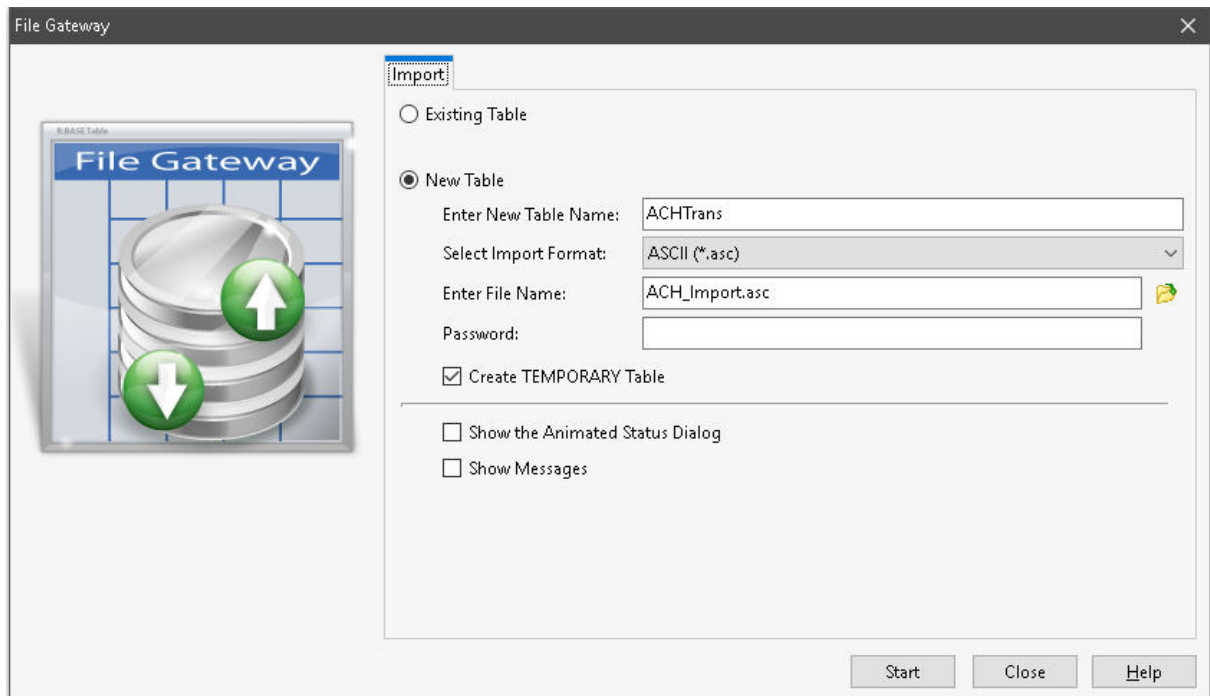 File Gateway
Import
R:BASE Table
File Gateway
Existing Table
New Table
Enter New Table Name: ACHTrans
Select Import Format: ASCII (*.asc)
Enter File Name: ACH_Import.asc
Password:
Create TEMPORARY Table
Show the Animated Status Dialog
Show Messages
Start Close Help